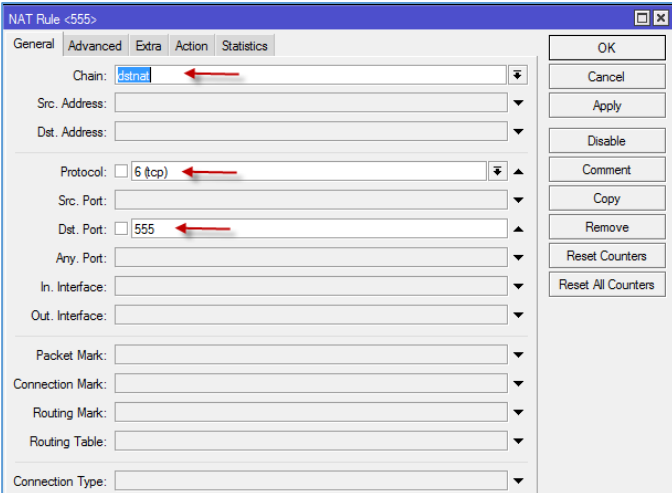 NAT Rule <555>
General Advanced Extra Action Statistics
Chain: dstnat
Src. Address:
Dst. Address:
Protocol: 6 (tcp)
Src. Port:
Dst. Port: 555
Any. Port:
In. Interface:
Out. Interface:
Packet Mark:
Connection Mark:
Routing Mark:
Routing Table:
Connection Type:
OK
Cancel
Apply
Disable
Comment
Copy
Remove
Reset Counters
Reset All Counters